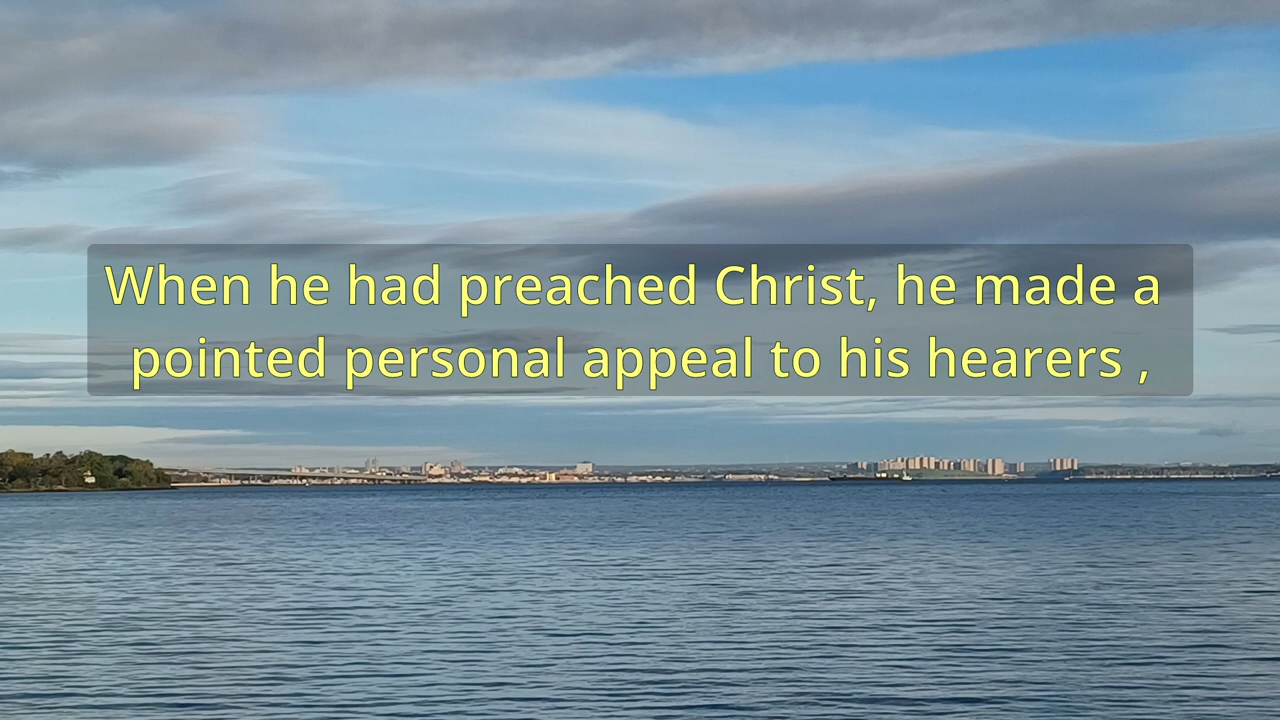 When he had preached Christ, he made a
pointed personal appeal to his hearers ,